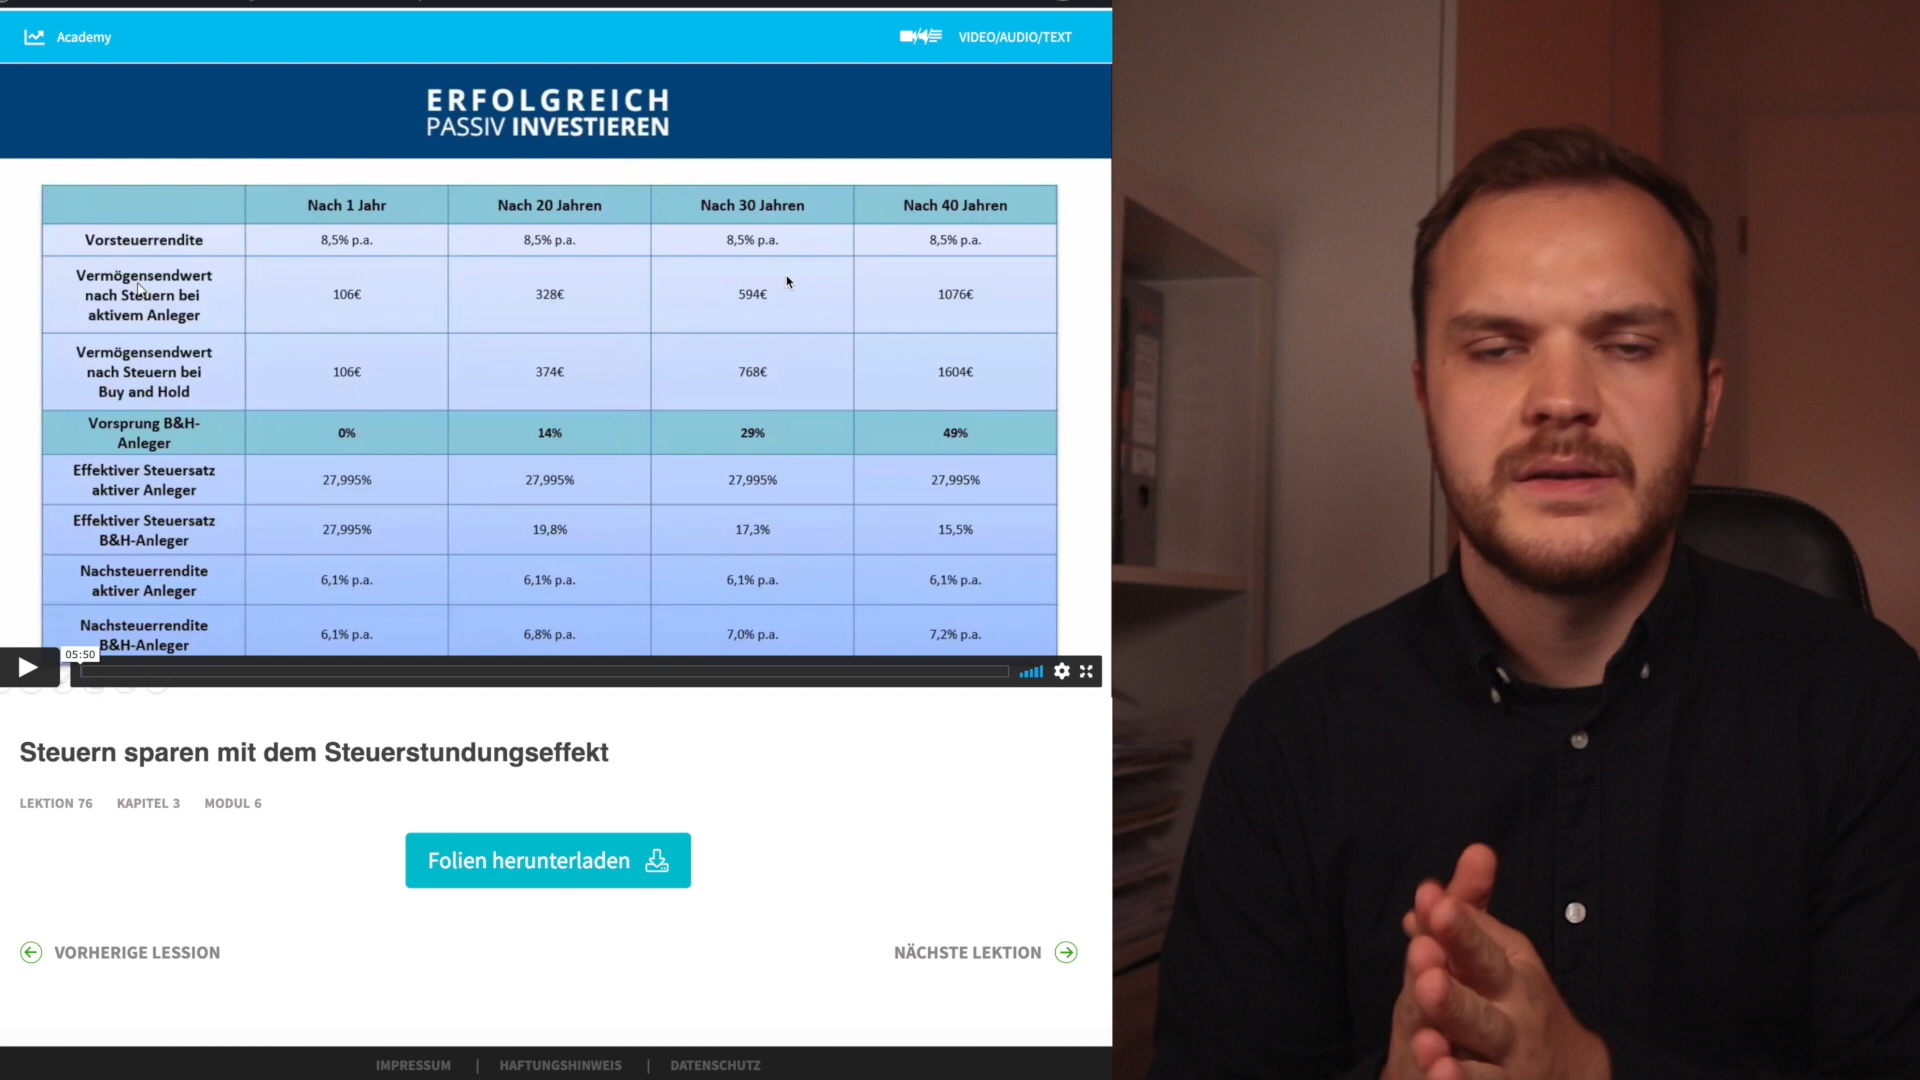 Academy
VIDEO/AUDIO/TEXT
ERFOLGREICH
PASSIV INVESTIEREN
Nach 1 Jahr Nach 20 Jahren Nach 30 Jahren Nach 40 Jahren
Vorsteuerrendite 8,5% p.a. 8,5% p.a. 8,5% p.a. 8,5% p.a.
Vermögensendwert
nach Steuern bei 106€ 328€ 594€ 1076€
aktivem Anleger
Vermögensendwert
nach Steuern bei 106€ 374€ 768€ 1604€
Buy and Hold
Vorsprung B&H-
Anleger 0% 14% 29% 49%
Effektiver Steuersatz
aktiver Anleger 27,995% 27,995% 27,995% 27,995%
Effektiver Steuersatz
B&H-Anleger 27,995% 19,8% 17,3% 15,5%
Nachsteuerrendite
aktiver Anleger 6,1% p.a. 6,1% p.a. 6,1% p.a. 6,1% p.a.
Nachsteuerrendite
B&H-Anleger 6,1% p.a. 6,8% p.a. 7,0% p.a. 7,2% p.a.
05:50
Steuern sparen mit dem Steuerstundungseffekt
LEKTION 76 KAPITEL 3 MODUL 6
Folien herunterladen
VORHERIGE LESSION
NÄCHSTE LEKTION
IMPRESSUM | HAFTUNGSHINWEIS | DATENSCHUTZ